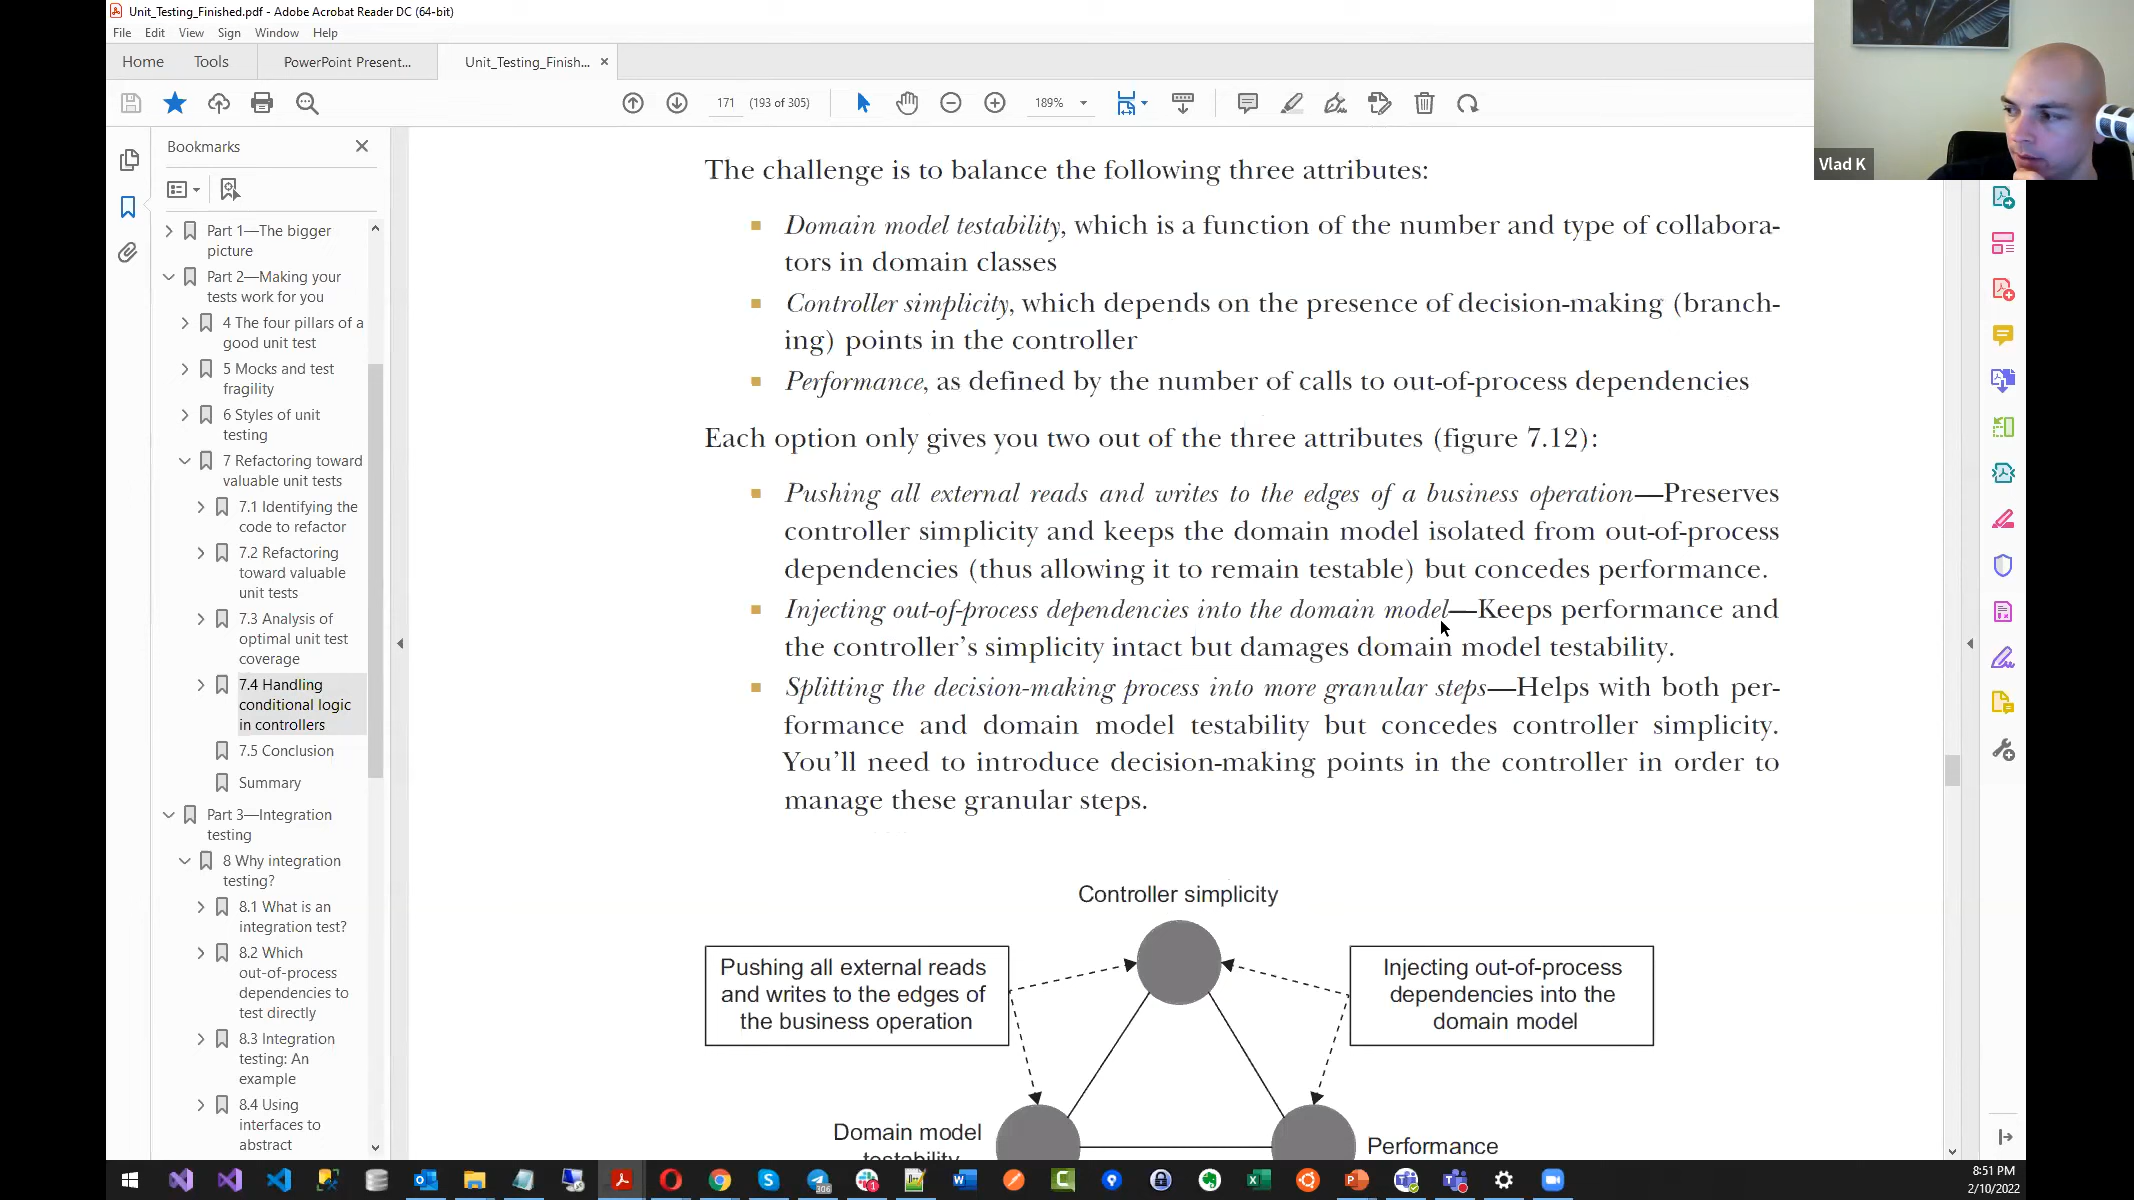 Unit_Testing_Finished.pdf - Adobe Acrobat Reader DC (64-bit)
File Edit View Sign Window Help
Home Tools PowerPoint Present... Unit_Testing_Finish...
171 (193 of 305) 189%
Vlad K
Bookmarks
Part 1—The bigger
picture
Part 2—Making your
tests work for you
4 The four pillars of a
good unit test
5 Mocks and test
fragility
6 Styles of unit
testing
7 Refactoring toward
valuable unit tests
7.1 Identifying the
code to refactor
7.2 Refactoring
toward valuable
unit tests
7.3 Analysis of
optimal unit test
coverage
7.4 Handling
conditional logic
in controllers
7.5 Conclusion
Summary
Part 3—Integration
testing
8 Why integration
testing?
8.1 What is an
integration test?
8.2 Which
out-of-process
dependencies to
test directly
8.3 Integration
testing: An
example
8.4 Using
interfaces to
abstract
The challenge is to balance the following three attributes:
Domain model testability, which is a function of the number and type of collabora-
tors in domain classes
Controller simplicity, which depends on the presence of decision-making (branch-
ing) points in the controller
Performance, as defined by the number of calls to out-of-process dependencies
Each option only gives you two out of the three attributes (figure 7.12):
Pushing all external reads and writes to the edges of a business operation—Preserves
controller simplicity and keeps the domain model isolated from out-of-process
dependencies (thus allowing it to remain testable) but concedes performance.
Injecting out-of-process dependencies into the domain model—Keeps performance and
the controller’s simplicity intact but damages domain model testability.
Splitting the decision-making process into more granular steps—Helps with both per-
formance and domain model testability but concedes controller simplicity.
You’ll need to introduce decision-making points in the controller in order to
manage these granular steps.
Controller simplicity
Pushing all external reads
and writes to the edges of
the business operation
Injecting out-of-process
dependencies into the
domain model
Domain model
testability
Performance
306
8:51 PM
2/10/2022